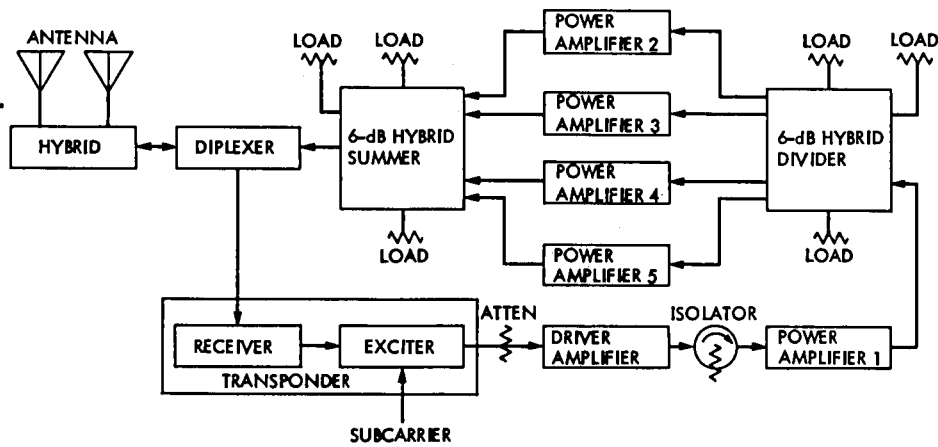 ANTENNA
LOAD
LOAD
POWER
AMPLIFIER 2
LOAD
LOAD
HYBRID
DIPLEXER
6-dB HYBRID
SUMMER
POWER
AMPLIFIER 3
6-dB HYBRID
DIVIDER
POWER
AMPLIFIER 4
LOAD
POWER
AMPLIFIER 5
LOAD
RECEIVER
EXCITER
TRANSPONDER
ATTEN
DRIVER
AMPLIFIER
ISOLATOR
POWER
AMPLIFIER 1
SUBCARRIER